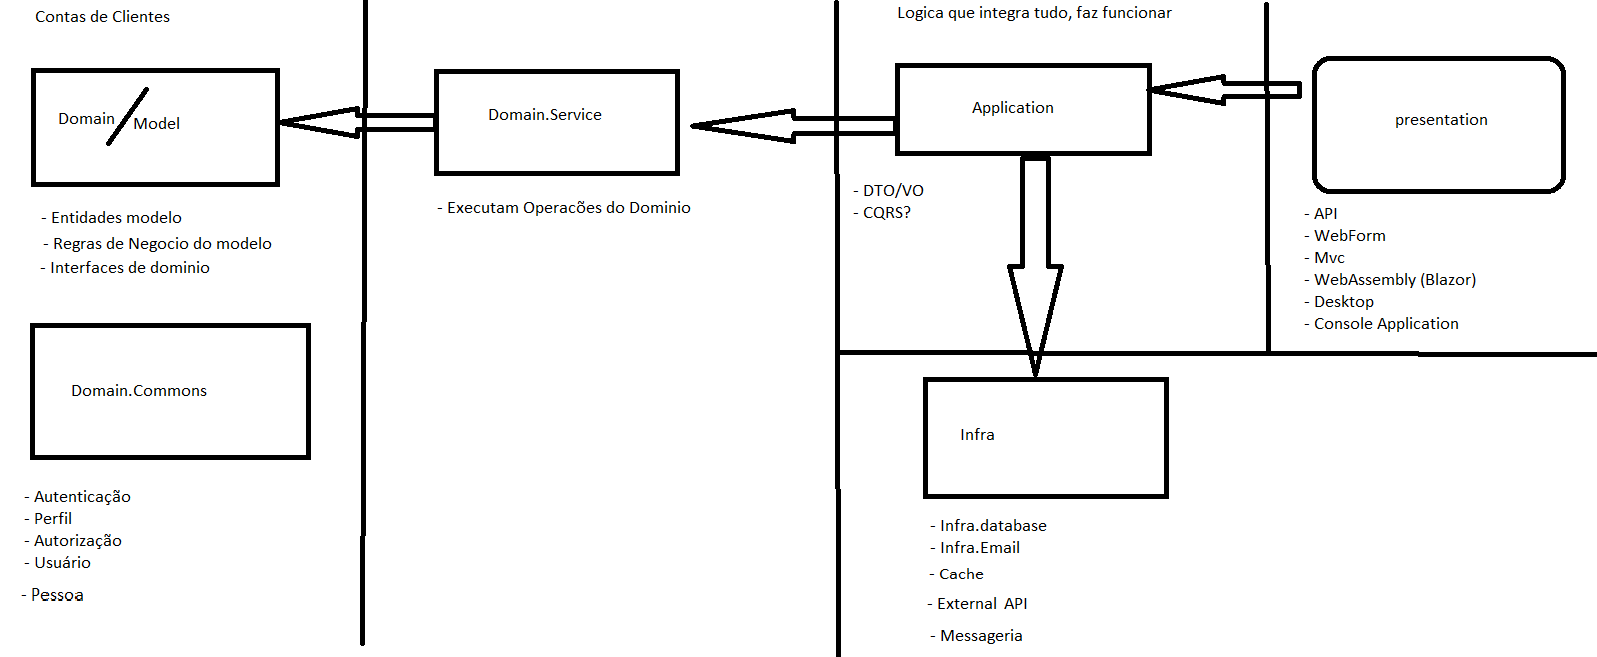 Contas de Clientes
Domain
Model
- Entidades modelo
- Regras de Negocio do modelo
- Interfaces de dominio
Domain.Commons
- Autenticação
- Perfil
- Autorização
- Usuário
- Pessoa
Domain.Service
- Executam Operacões do Dominio
Logica que integra tudo, faz funcionar
Application
- DTO/VO
- CQRS?
Infra
- Infra.database
- Infra.Email
- Cache
- External API
- Messageria
presentation
- API
- WebForm
- Mvc
- WebAssembly (Blazor)
- Desktop
- Console Application